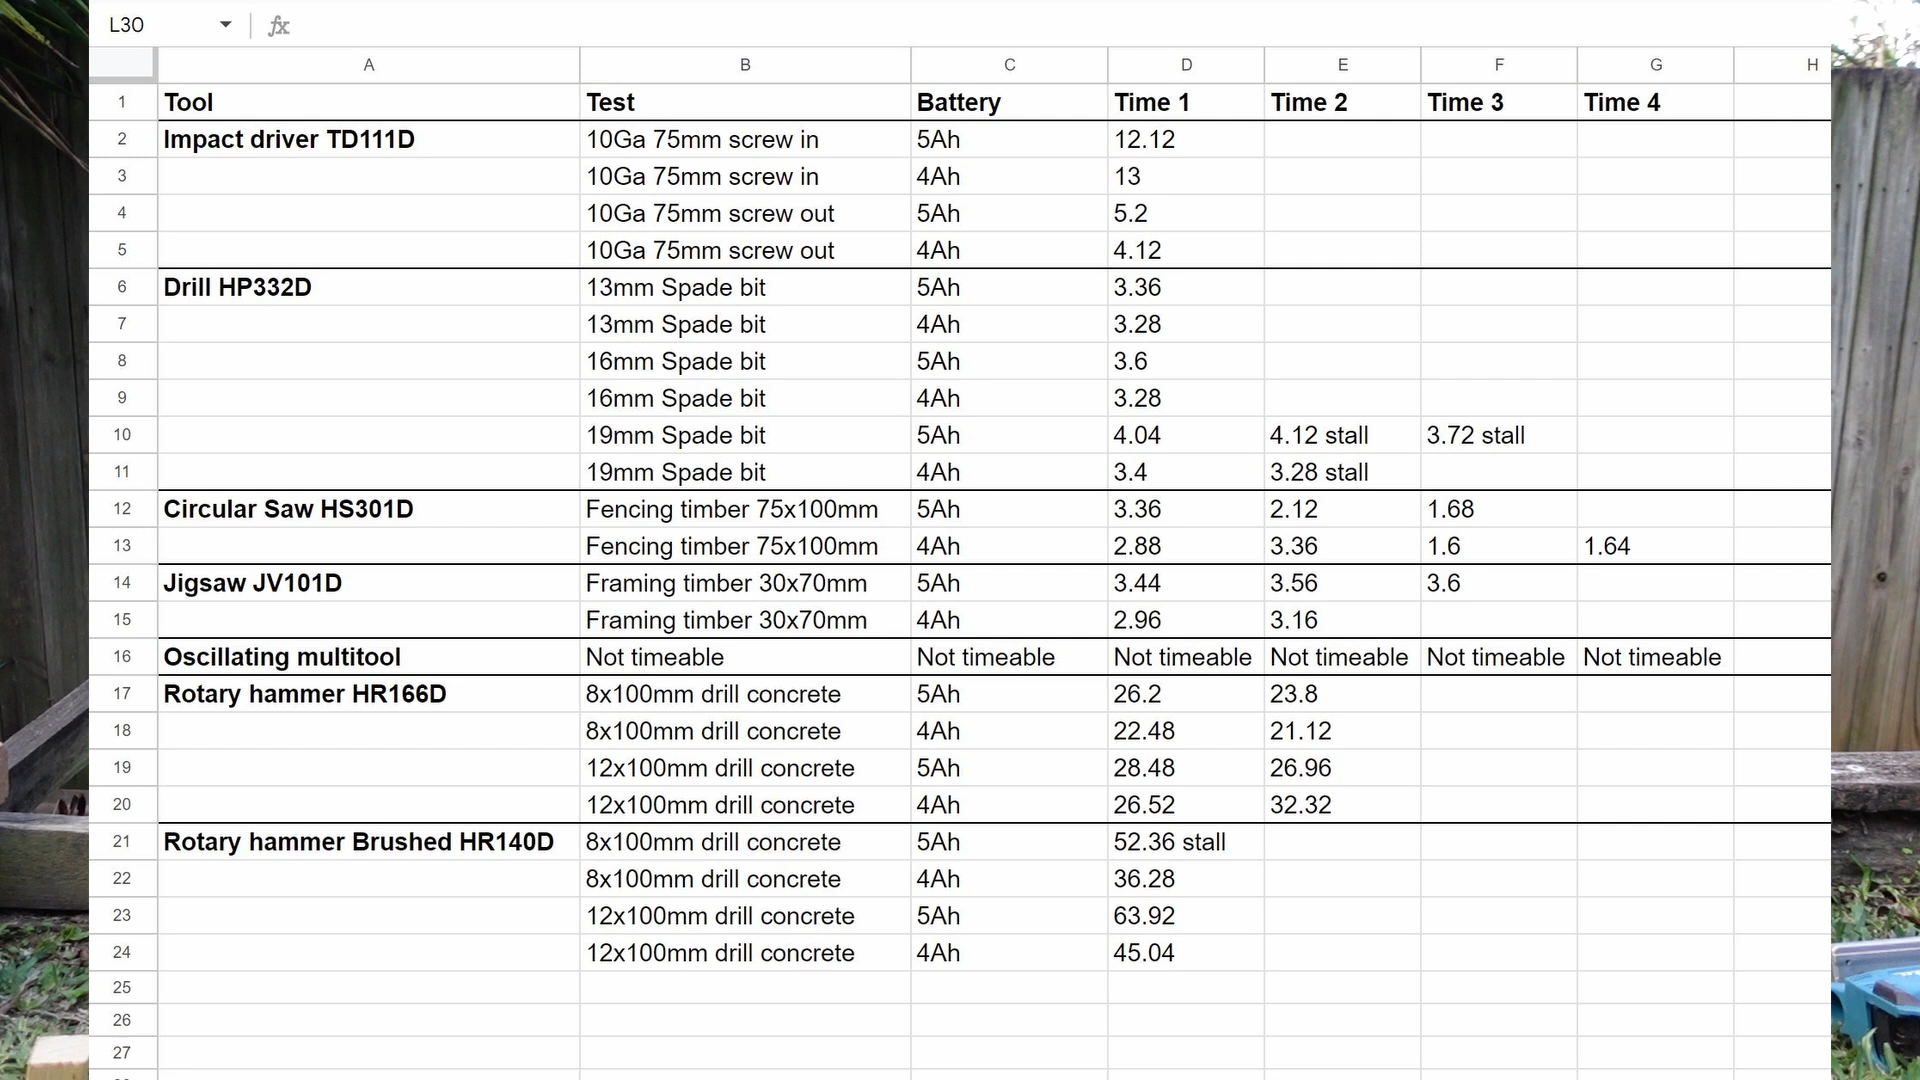 L30 fx
A B C D E F G H
1 Tool Test Battery Time 1 Time 2 Time 3 Time 4
2 Impact driver TD111D 10Ga 75mm screw in 5Ah 12.12
3 10Ga 75mm screw in 4Ah 13
4 10Ga 75mm screw out 5Ah 5.2
5 10Ga 75mm screw out 4Ah 4.12
6 Drill HP332D 13mm Spade bit 5Ah 3.36
7 13mm Spade bit 4Ah 3.28
8 16mm Spade bit 5Ah 3.6
9 16mm Spade bit 4Ah 3.28
10 19mm Spade bit 5Ah 4.04 4.12 stall 3.72 stall
11 19mm Spade bit 4Ah 3.4 3.28 stall
12 Circular Saw HS301D Fencing timber 75x100mm 5Ah 3.36 2.12 1.68
13 Fencing timber 75x100mm 4Ah 2.88 3.36 1.6 1.64
14 Jigsaw JV101D Framing timber 30x70mm 5Ah 3.44 3.56 3.6
15 Framing timber 30x70mm 4Ah 2.96 3.16
16 Oscillating multitool Not timeable Not timeable Not timeable Not timeable Not timeable Not timeable
17 Rotary hammer HR166D 8x100mm drill concrete 5Ah 26.2 23.8
18 8x100mm drill concrete 4Ah 22.48 21.12
19 12x100mm drill concrete 5Ah 28.48 26.96
20 12x100mm drill concrete 4Ah 26.52 32.32
21 Rotary hammer Brushed HR140D 8x100mm drill concrete 5Ah 52.36 stall
22 8x100mm drill concrete 4Ah 36.28
23 12x100mm drill concrete 5Ah 63.92
24 12x100mm drill concrete 4Ah 45.04
25
26
27